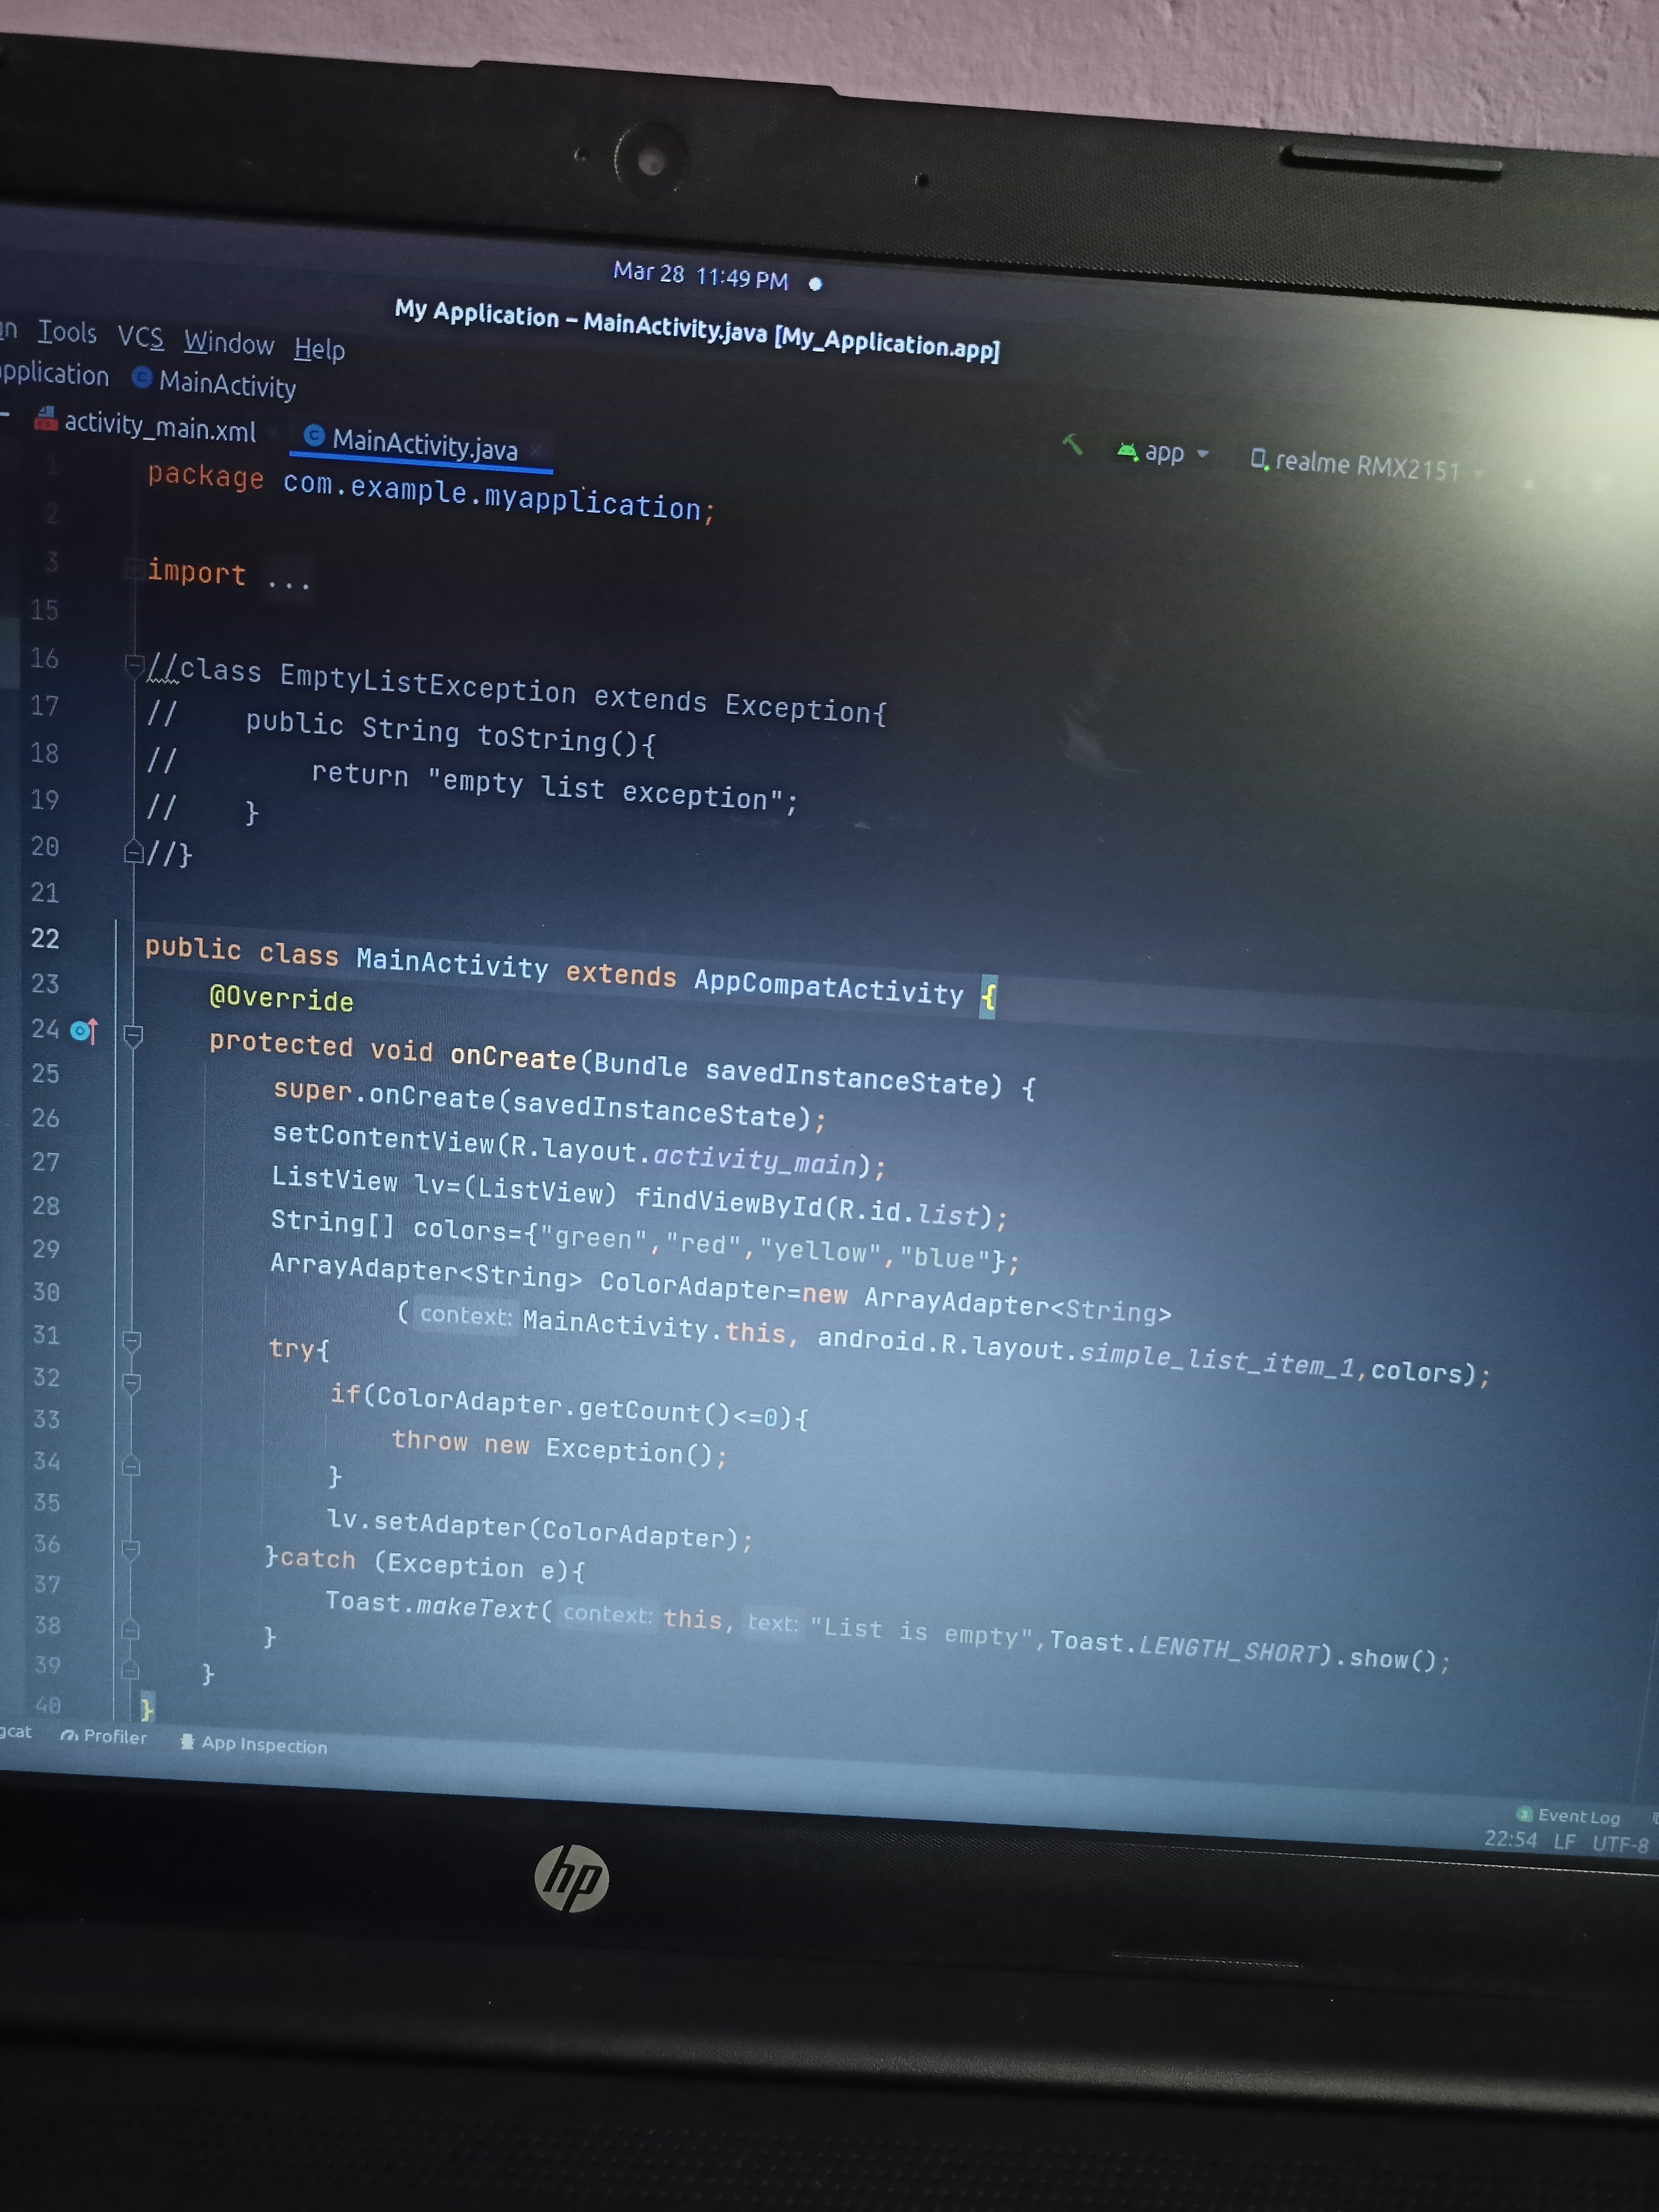 Mar 28 11:49 PM
My Application – MainActivity.java [My_Application.app]
Tools VCS Window Help
MainActivity
activity_main.xml MainActivity.java
app realme RMX2151
1 package com.example.myapplication;
2
3 import ...
15
16 //class EmptyListException extends Exception{
17 // public String toString(){
18 // return "empty list exception";
19 // }
20 //}
21
22 public class MainActivity extends AppCompatActivity {
23 @Override
24 protected void onCreate(Bundle savedInstanceState) {
25 super.onCreate(savedInstanceState);
26 setContentView(R.layout.activity_main);
27 ListView lv=(ListView) findViewById(R.id.list);
28 String[] colors={"green","red","yellow","blue"};
29 ArrayAdapter<String> ColorAdapter=new ArrayAdapter<String>
30 ( context: MainActivity.this, android.R.layout.simple_list_item_1,colors);
31 try{
32 if(ColorAdapter.getCount()<=0){
33 throw new Exception();
34 }
35 lv.setAdapter(ColorAdapter);
36 }catch (Exception e){
37 Toast.makeText( context: this, text: "List is empty",Toast.LENGTH_SHORT).show();
38 }
39 }
40 }
Profiler App Inspection
3 Event Log
22:54 LF UTF-8
hp